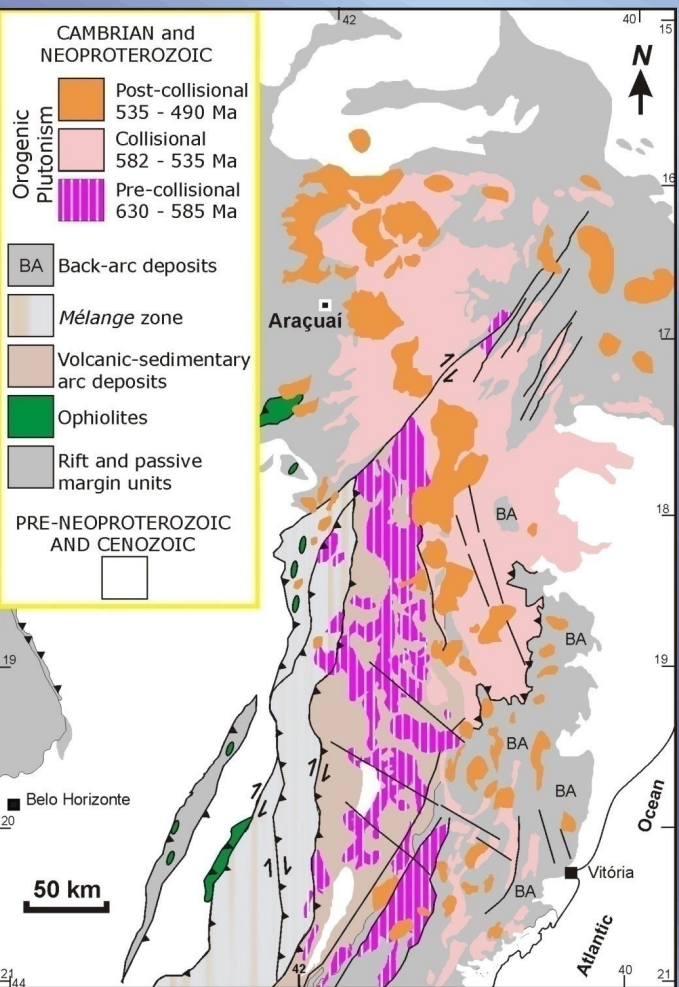 CAMBRIAN and
NEOPROTEROZOIC
Orogenic
Plutonism
Post-collisional
535 - 490 Ma
Collisional
582 - 535 Ma
Pre-collisional
630 - 585 Ma
BA Back-arc deposits
Mélange zone
Volcanic-sedimentary
arc deposits
Ophiolites
Rift and passive
margin units
PRE-NEOPROTEROZOIC
AND CENOZOIC
42
40
15
N
16
Araçuaí
17
BA
18
19
BA
19
BA
BA
Belo Horizonte
20
Ocean
Vitória
20
BA
50 km
Atlantic
21
44
42
40
21